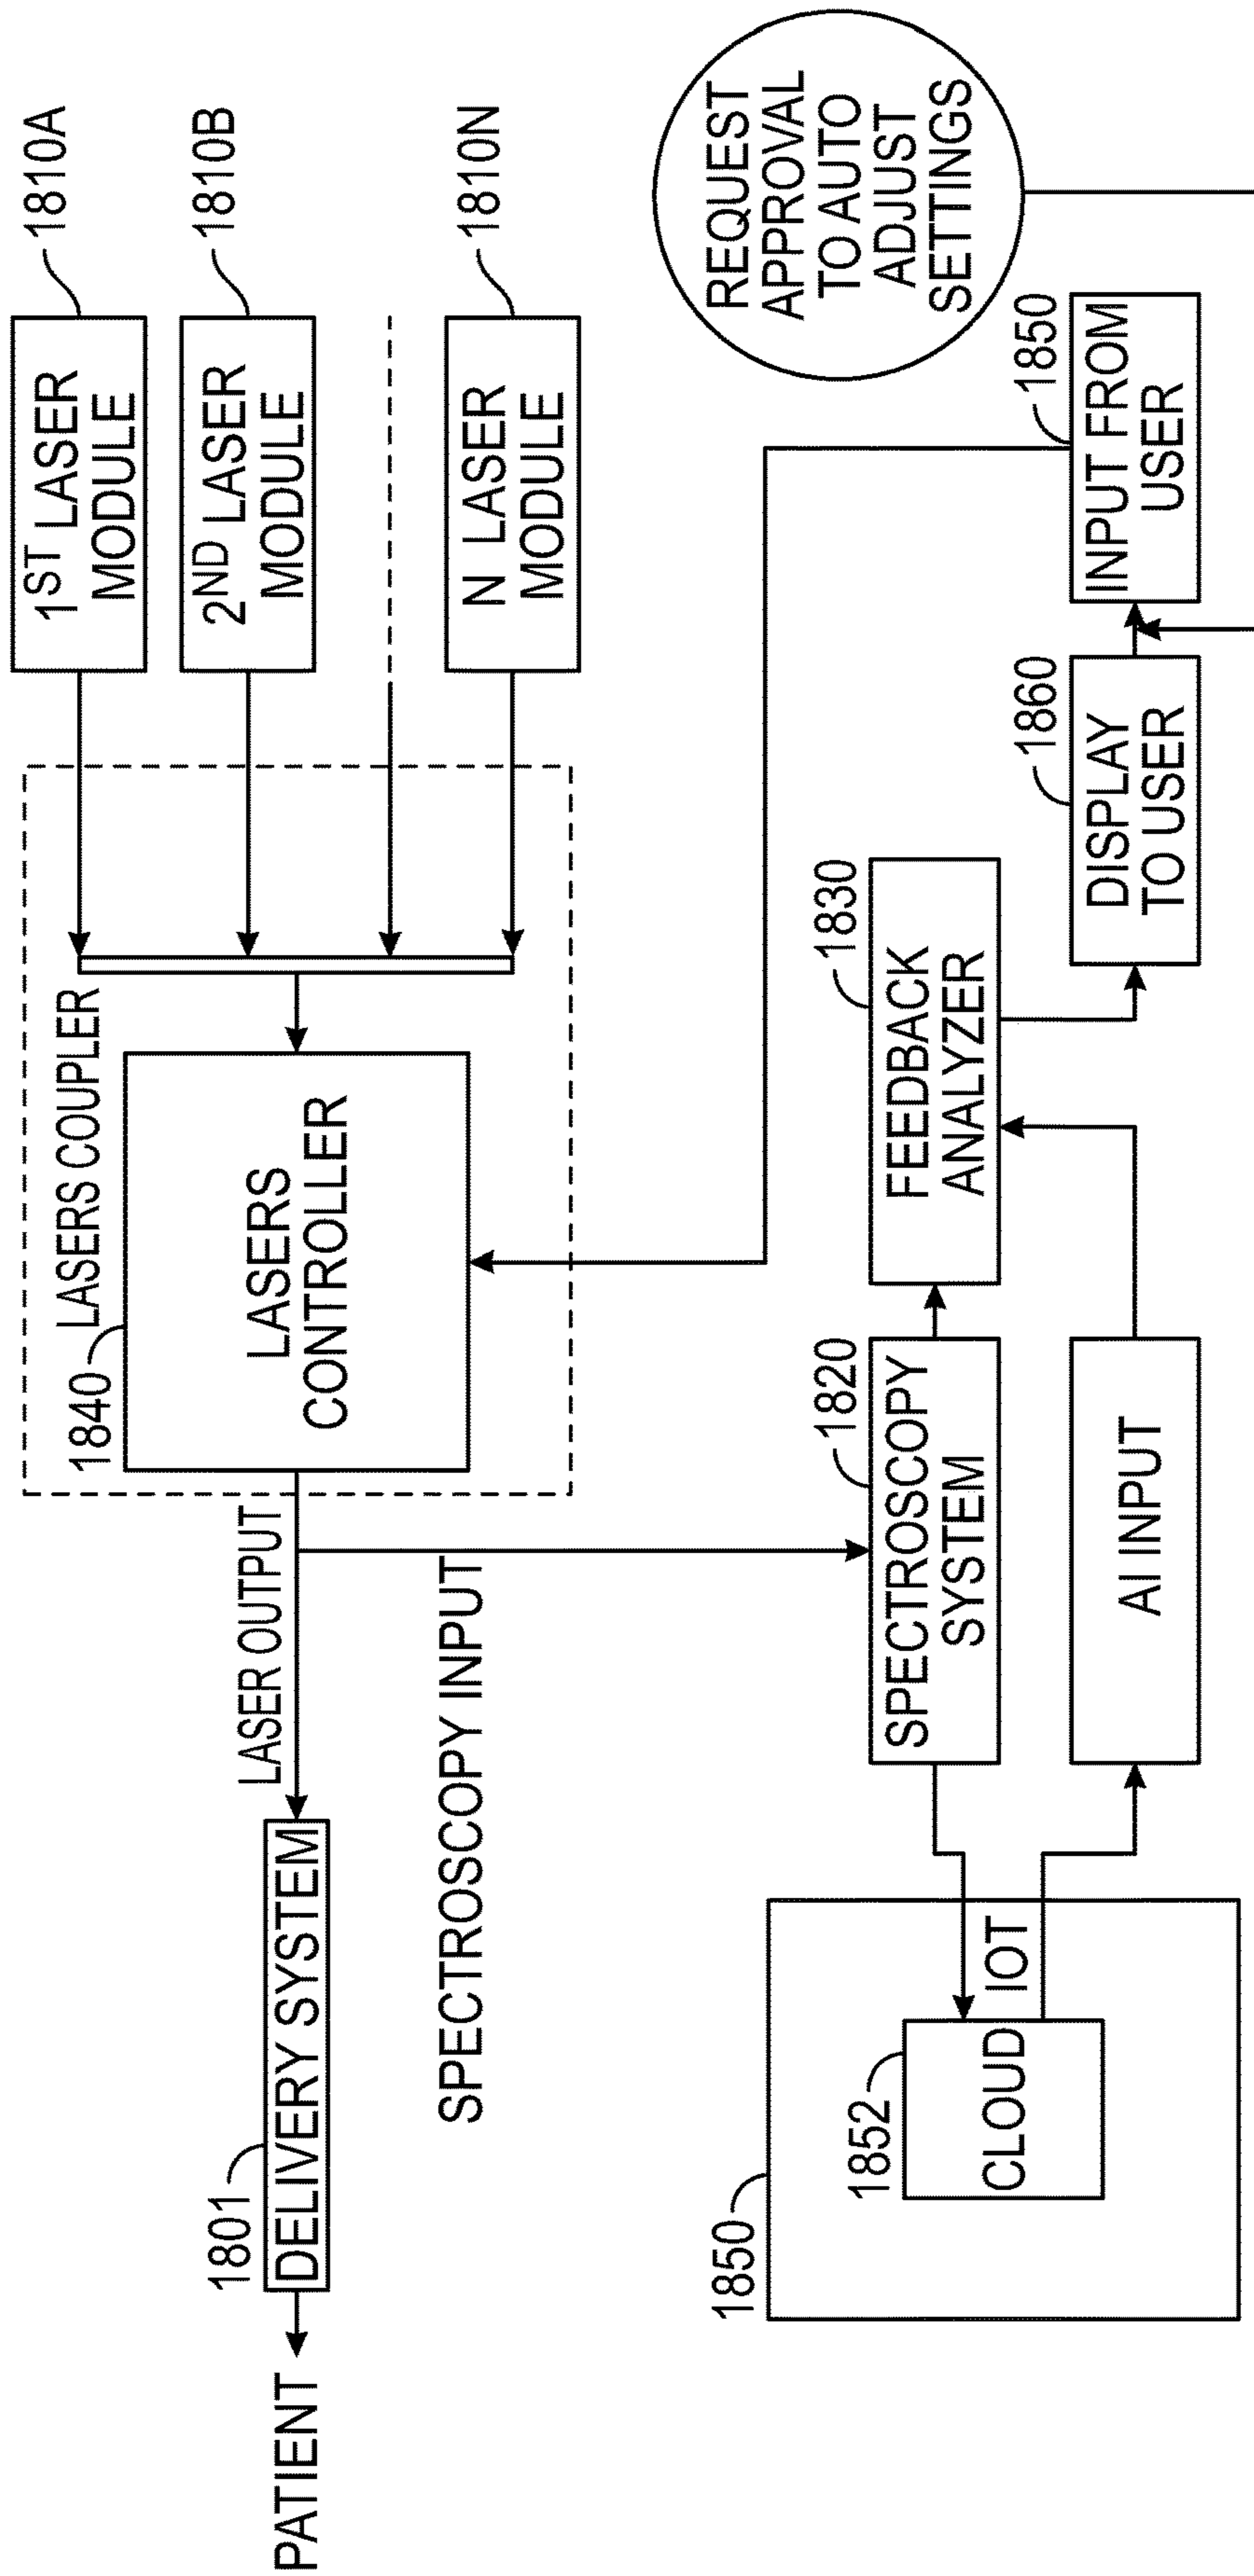 1810A
1ST LASER
MODULE
1810B
2ND LASER
MODULE
1810N
N LASER
MODULE
LASERS COUPLER
1840
LASERS
CONTROLLER
LASER OUTPUT
1801
DELIVERY SYSTEM
PATIENT
SPECTROSCOPY INPUT
REQUEST
APPROVAL
TO AUTO
ADJUST
SETTINGS
1850
INPUT FROM
USER
1860
DISPLAY
TO USER
1830
FEEDBACK
ANALYZER
1820
SPECTROSCOPY
SYSTEM
AI INPUT
1850
1852
CLOUD
IOT